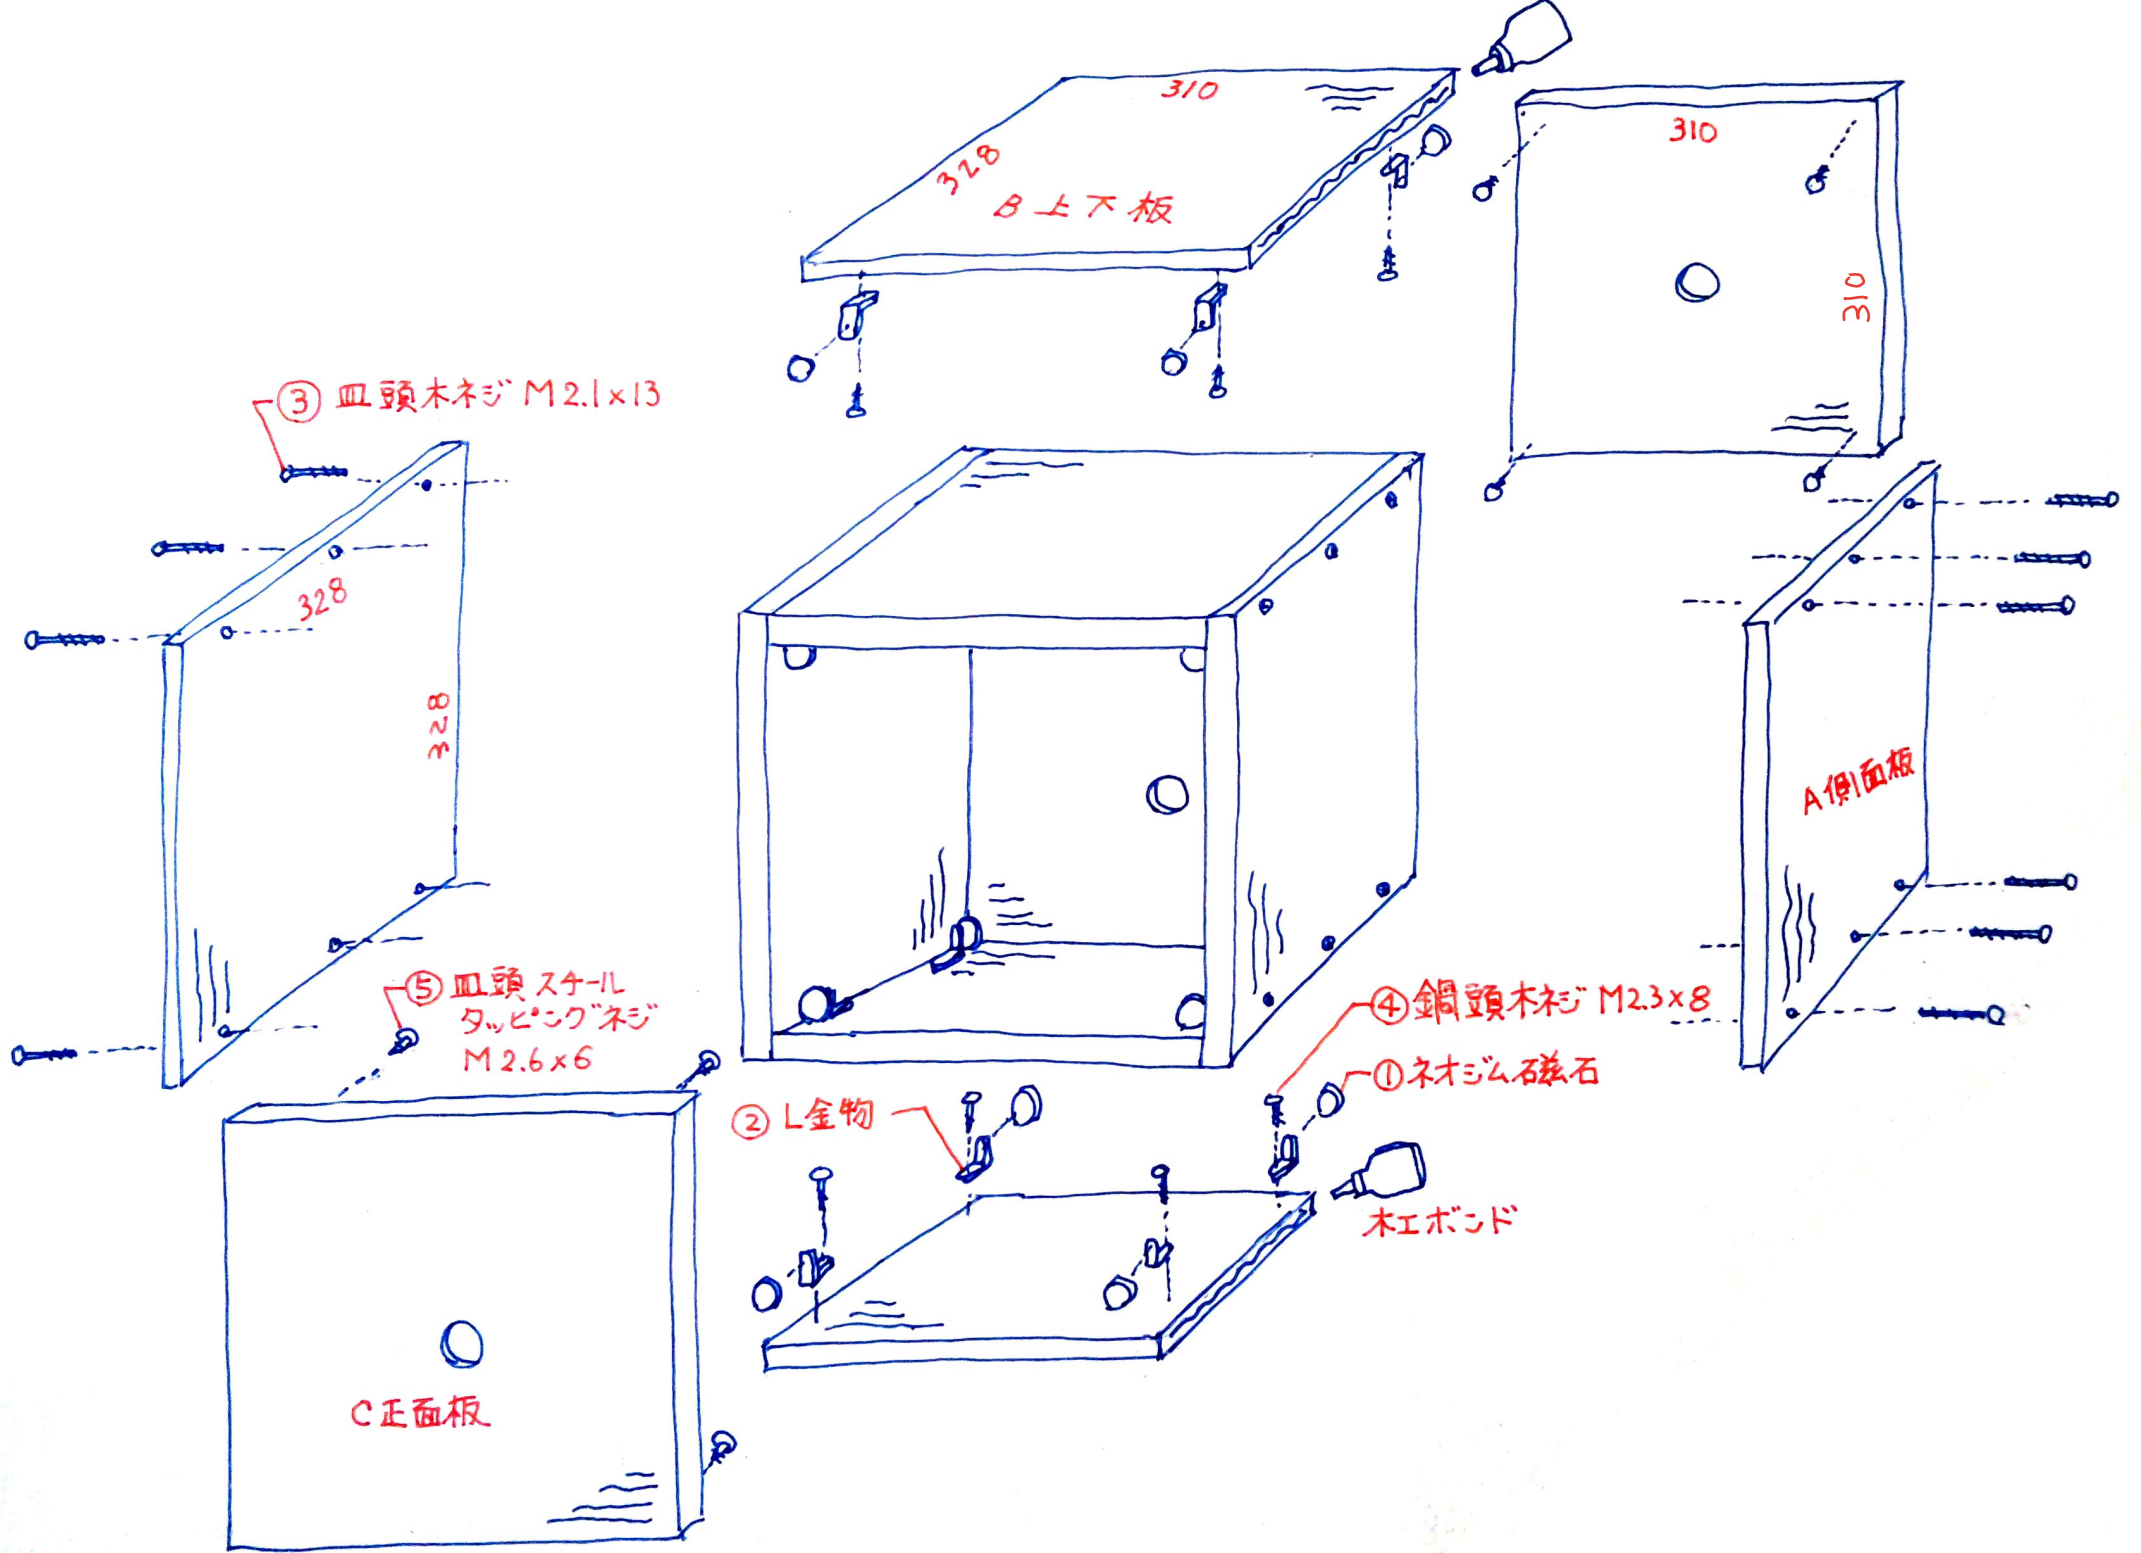 310
328
B 上下板
310
310
③ 皿頭木ネジ M2.1×13
328
328
A側面板
⑤ 皿頭スチール
タッピングネジ
M2.6×6
④鍋頭木ネジ M2.3×8
①ネオジム磁石
② L金物
木工ボンド
C正面板